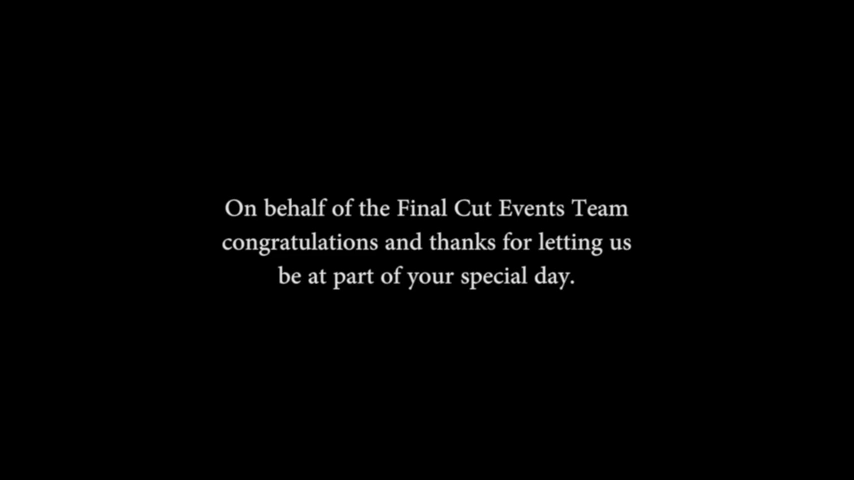 On behalf of the Final Cut Events Team
congratulations and thanks for letting us
be at part of your special day.